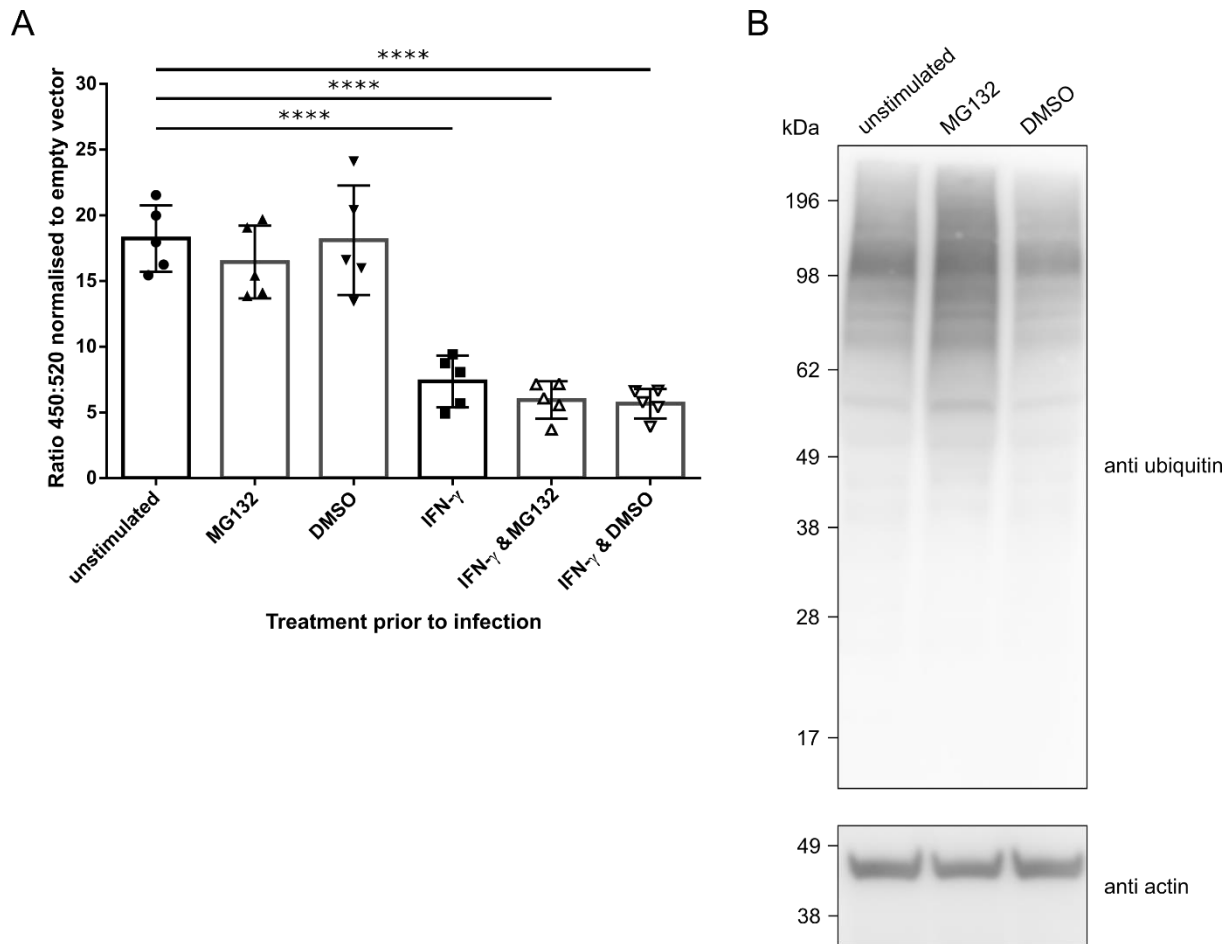 A
****
****
****
Ratio 450:520 normalised to empty vector
30
25
20
15
10
5
0
unstimulated
MG132
DMSO
IFN-γ
IFN-γ & MG132
IFN-γ & DMSO
Treatment prior to infection
B
kDa
unstimulated
MG132
DMSO
196
98
62
49
38
28
17
anti ubiquitin
49
38
anti actin